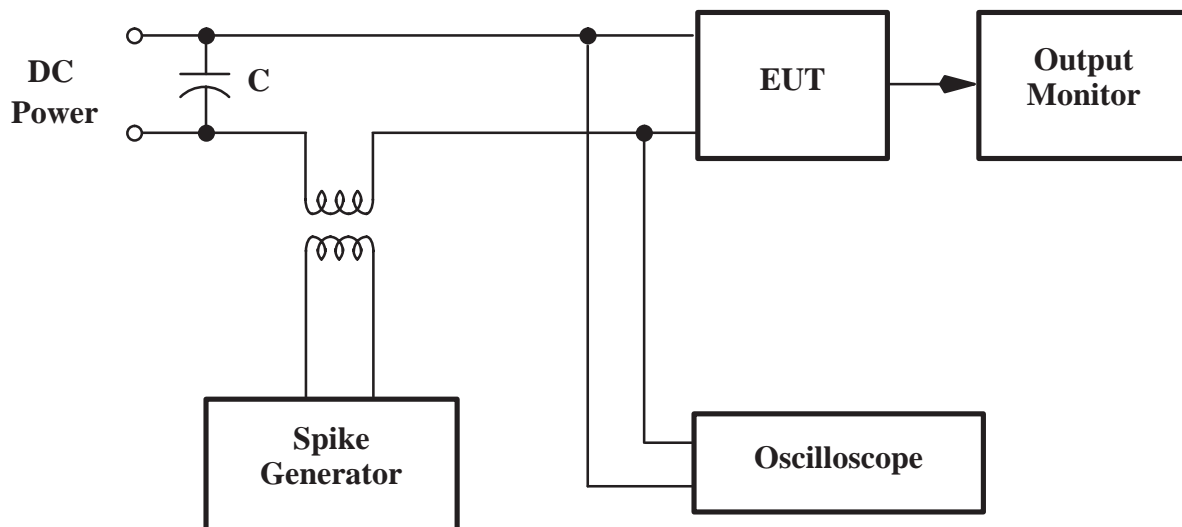 DC
Power
C
EUT
Output
Monitor
Spike
Generator
Oscilloscope